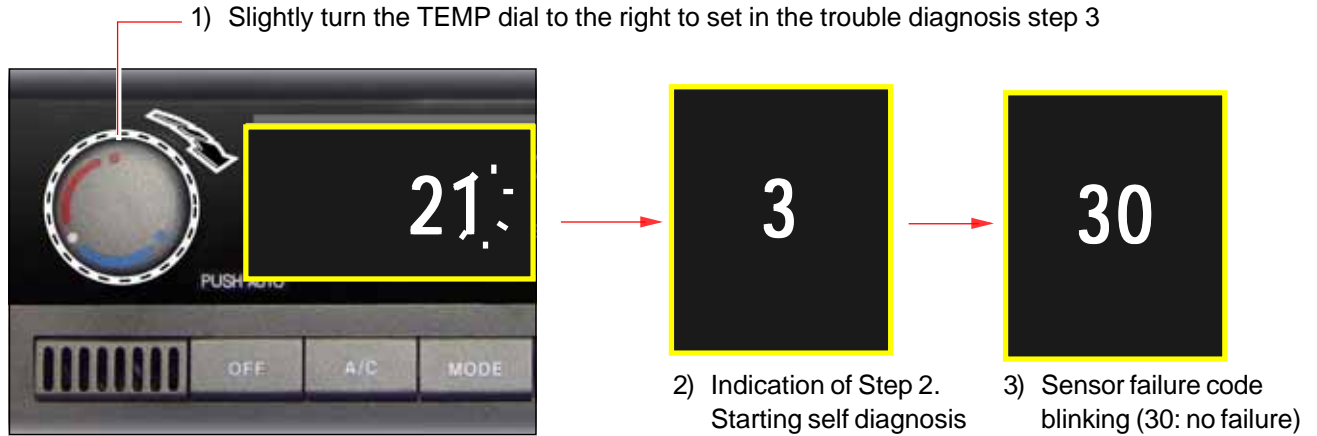 1) Slightly turn the TEMP dial to the right to set in the trouble diagnosis step 3
21
3
30
PUSH AUTO
OFF A/C MODE
2) Indication of Step 2.
Starting self diagnosis
3) Sensor failure code
blinking (30: no failure)